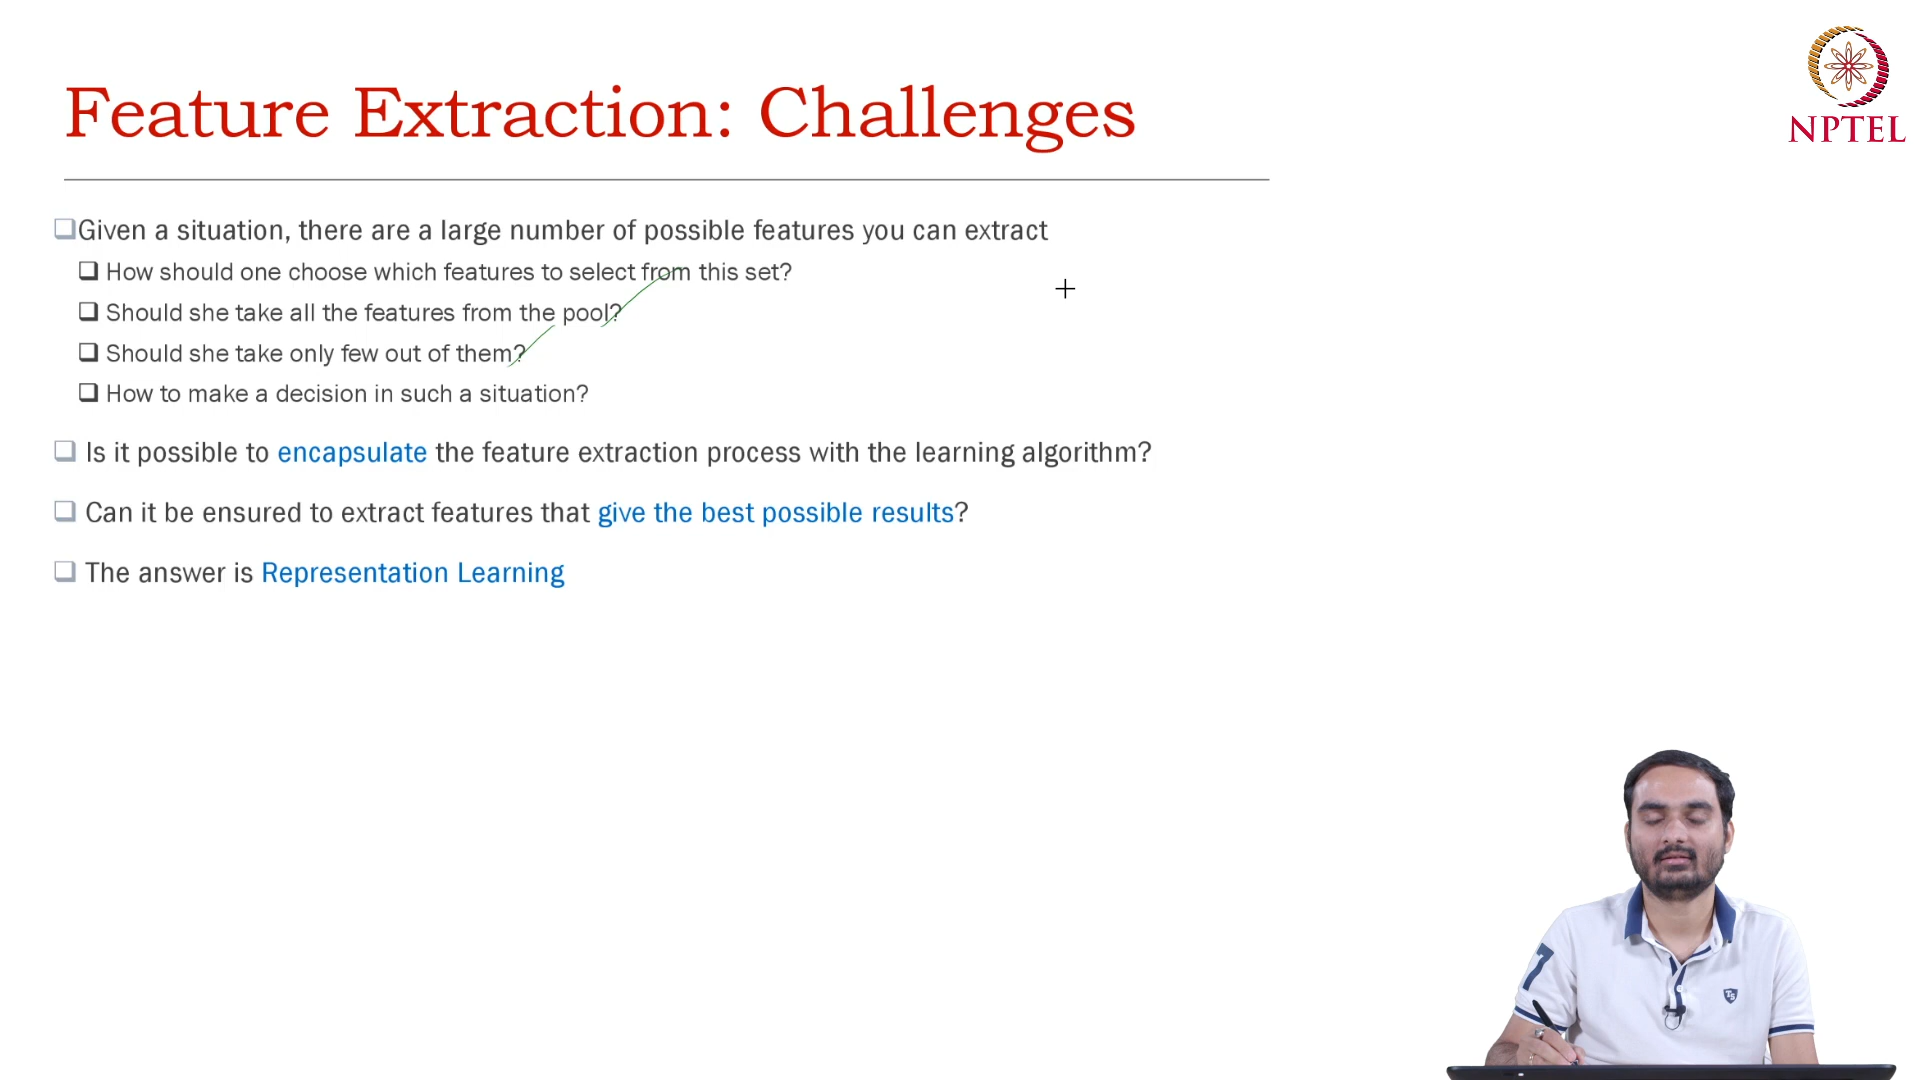 Feature Extraction: Challenges
NPTEL
Given a situation, there are a large number of possible features you can extract
How should one choose which features to select from this set?
Should she take all the features from the pool?
Should she take only few out of them?
How to make a decision in such a situation?
Is it possible to encapsulate the feature extraction process with the learning algorithm?
Can it be ensured to extract features that give the best possible results?
The answer is Representation Learning
7
TS